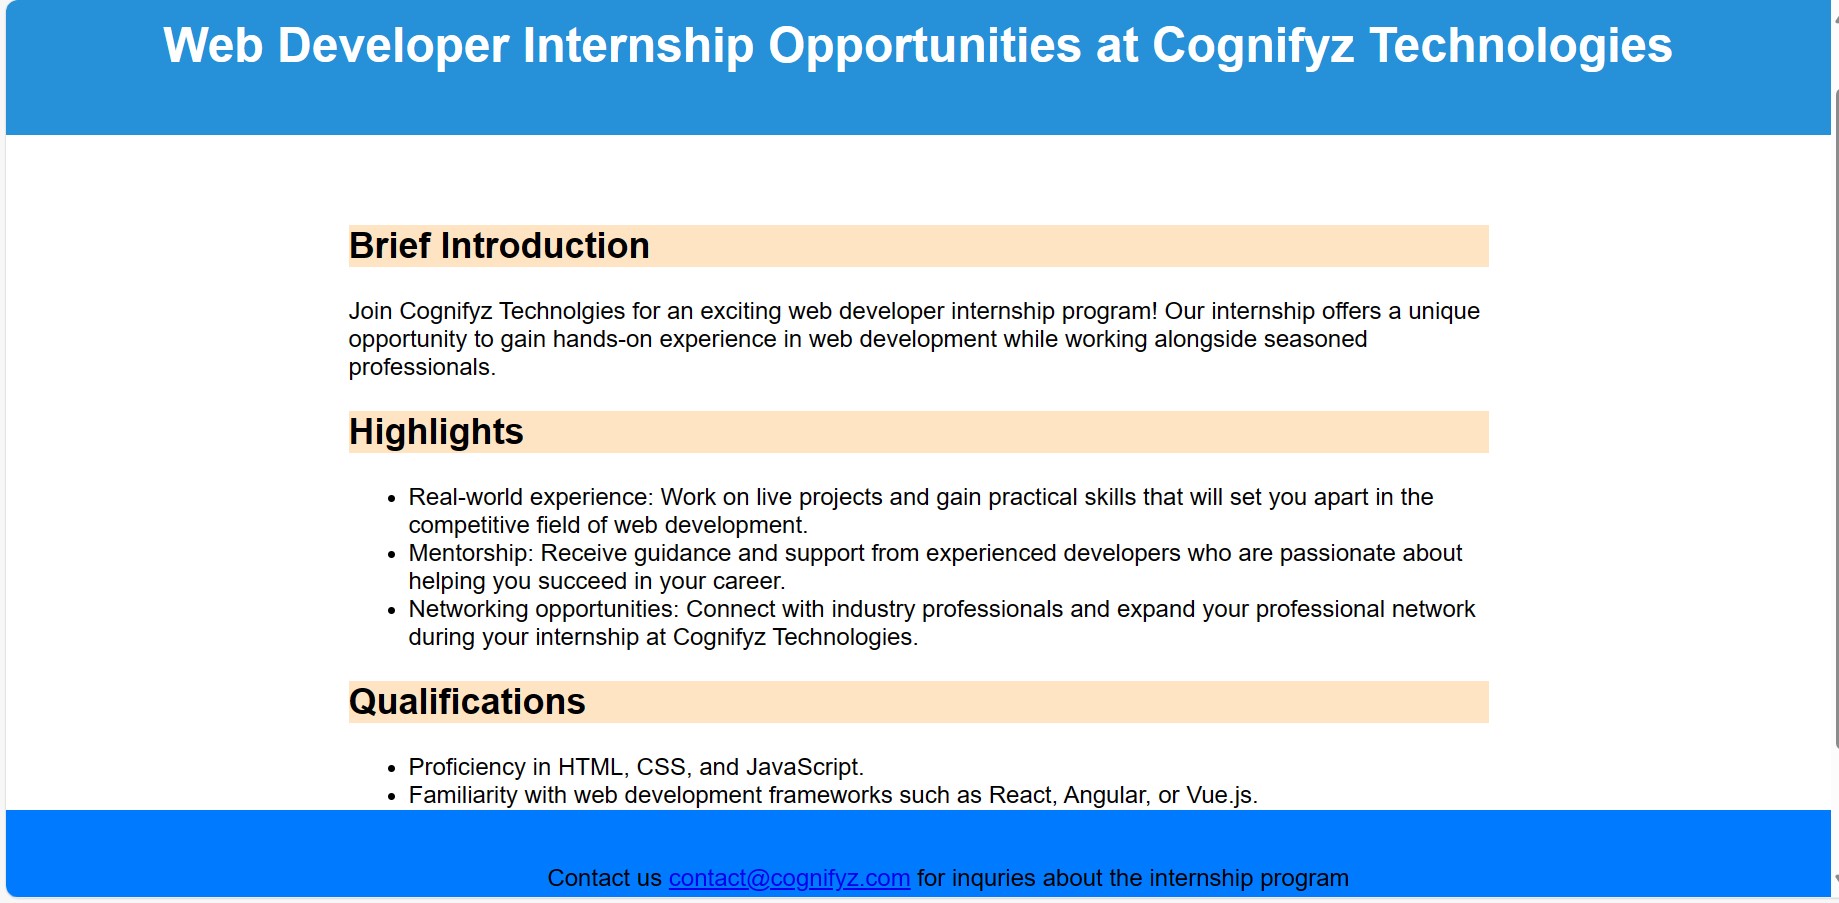 Web Developer Internship Opportunities at Cognifyz Technologies
Brief Introduction
Join Cognifyz Technolgies for an exciting web developer internship program! Our internship offers a unique
opportunity to gain hands-on experience in web development while working alongside seasoned
professionals.
Highlights
• Real-world experience: Work on live projects and gain practical skills that will set you apart in the
competitive field of web development.
• Mentorship: Receive guidance and support from experienced developers who are passionate about
helping you succeed in your career.
• Networking opportunities: Connect with industry professionals and expand your professional network
during your internship at Cognifyz Technologies.
Qualifications
• Proficiency in HTML, CSS, and JavaScript.
• Familiarity with web development frameworks such as React, Angular, or Vue.js.
Contact us contact@cognifyz.com for inquries about the internship program